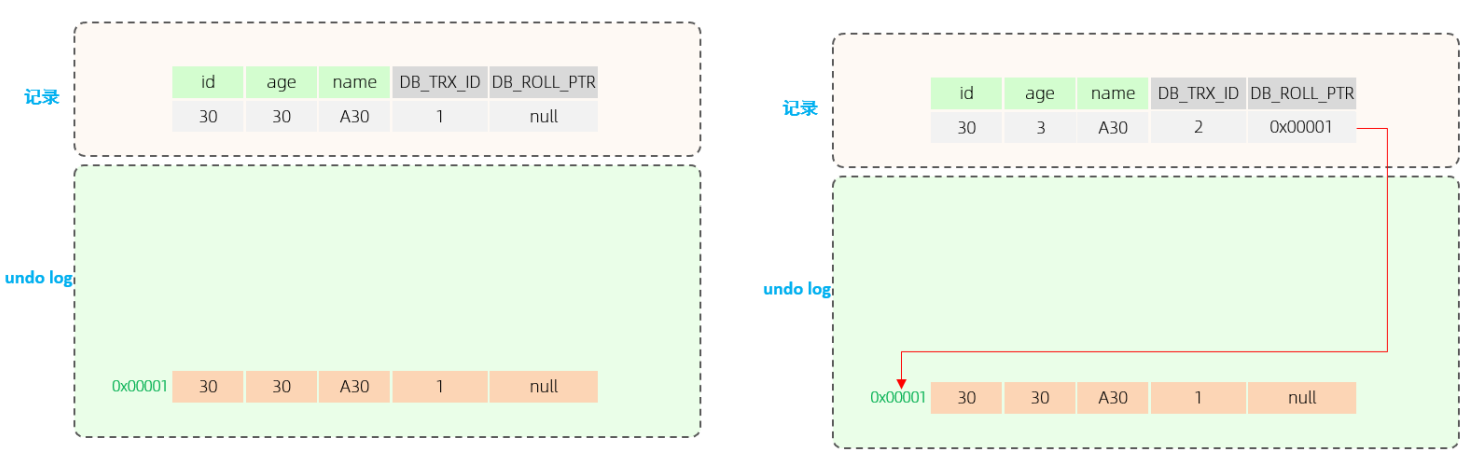 id age name DB_TRX_ID DB_ROLL_PTR
记录
30 30 A30 1 null
undo log
0x00001 30 30 A30 1 null
id age name DB_TRX_ID DB_ROLL_PTR
记录
30 3 A30 2 0x00001
undo log
0x00001 30 30 A30 1 null